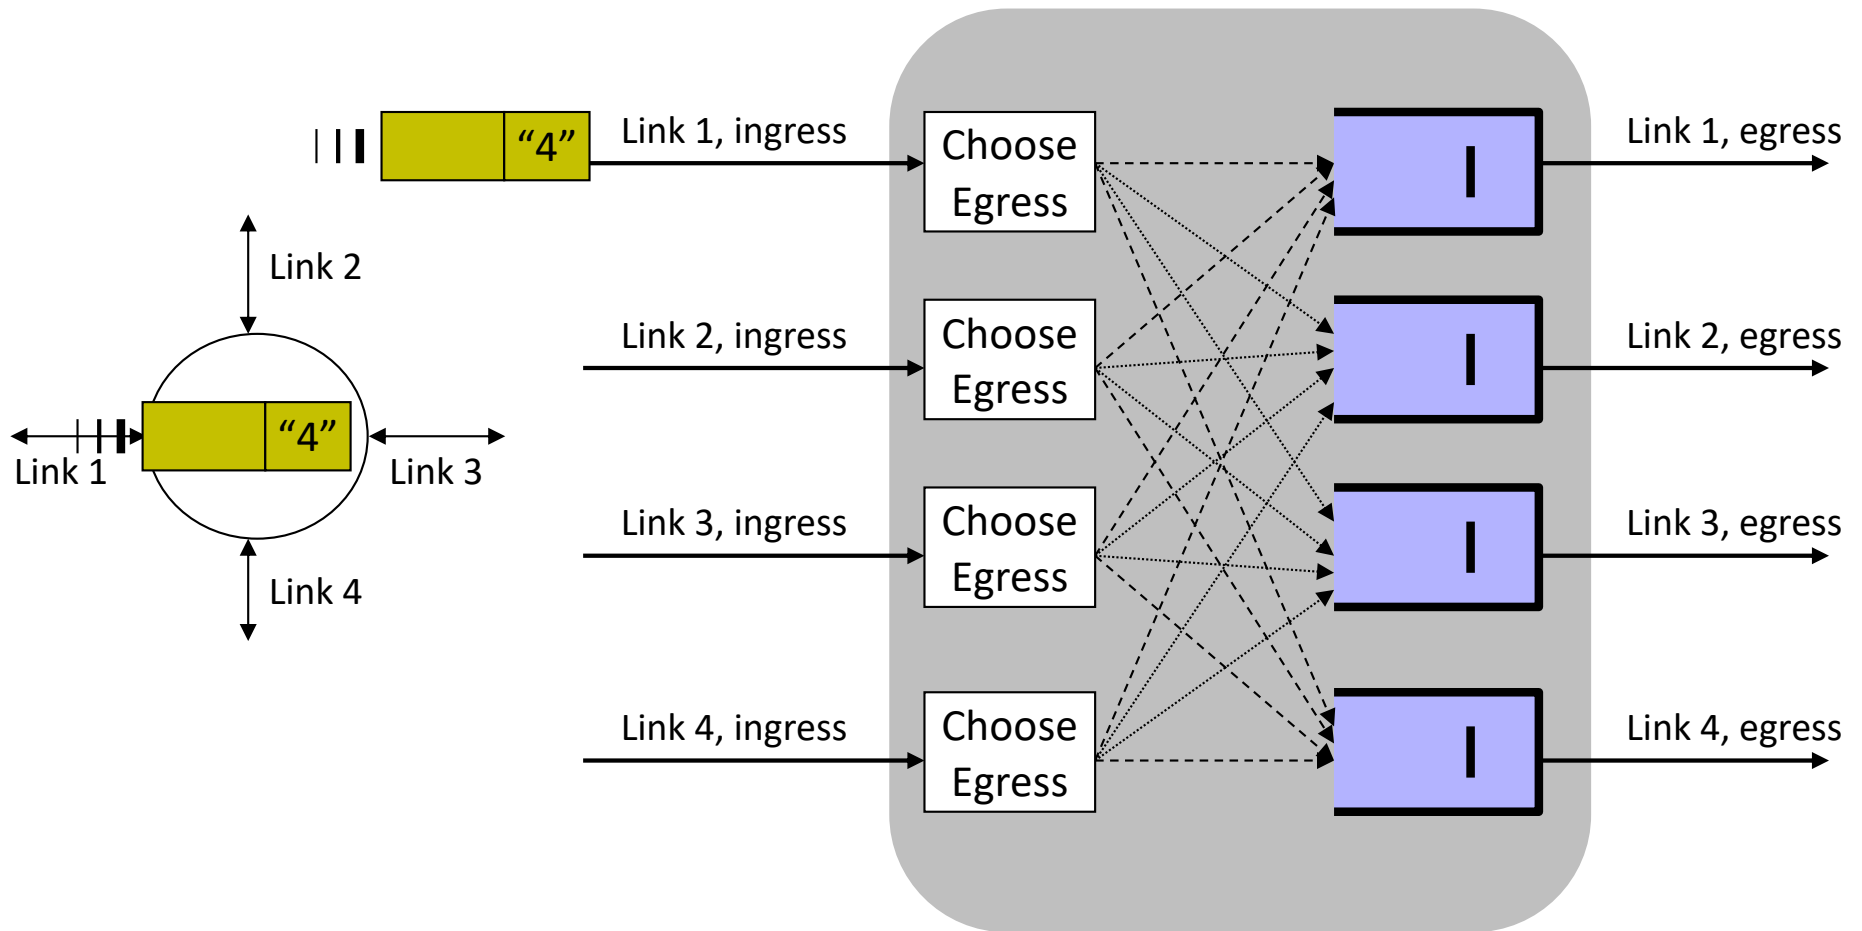 “4”
Link 1, ingress
Choose
Egress
Link 1, egress
Link 2
Link 2, ingress
Choose
Egress
Link 2, egress
“4”
Link 1
Link 3
Link 3, ingress
Choose
Egress
Link 3, egress
Link 4
Link 4, ingress
Choose
Egress
Link 4, egress